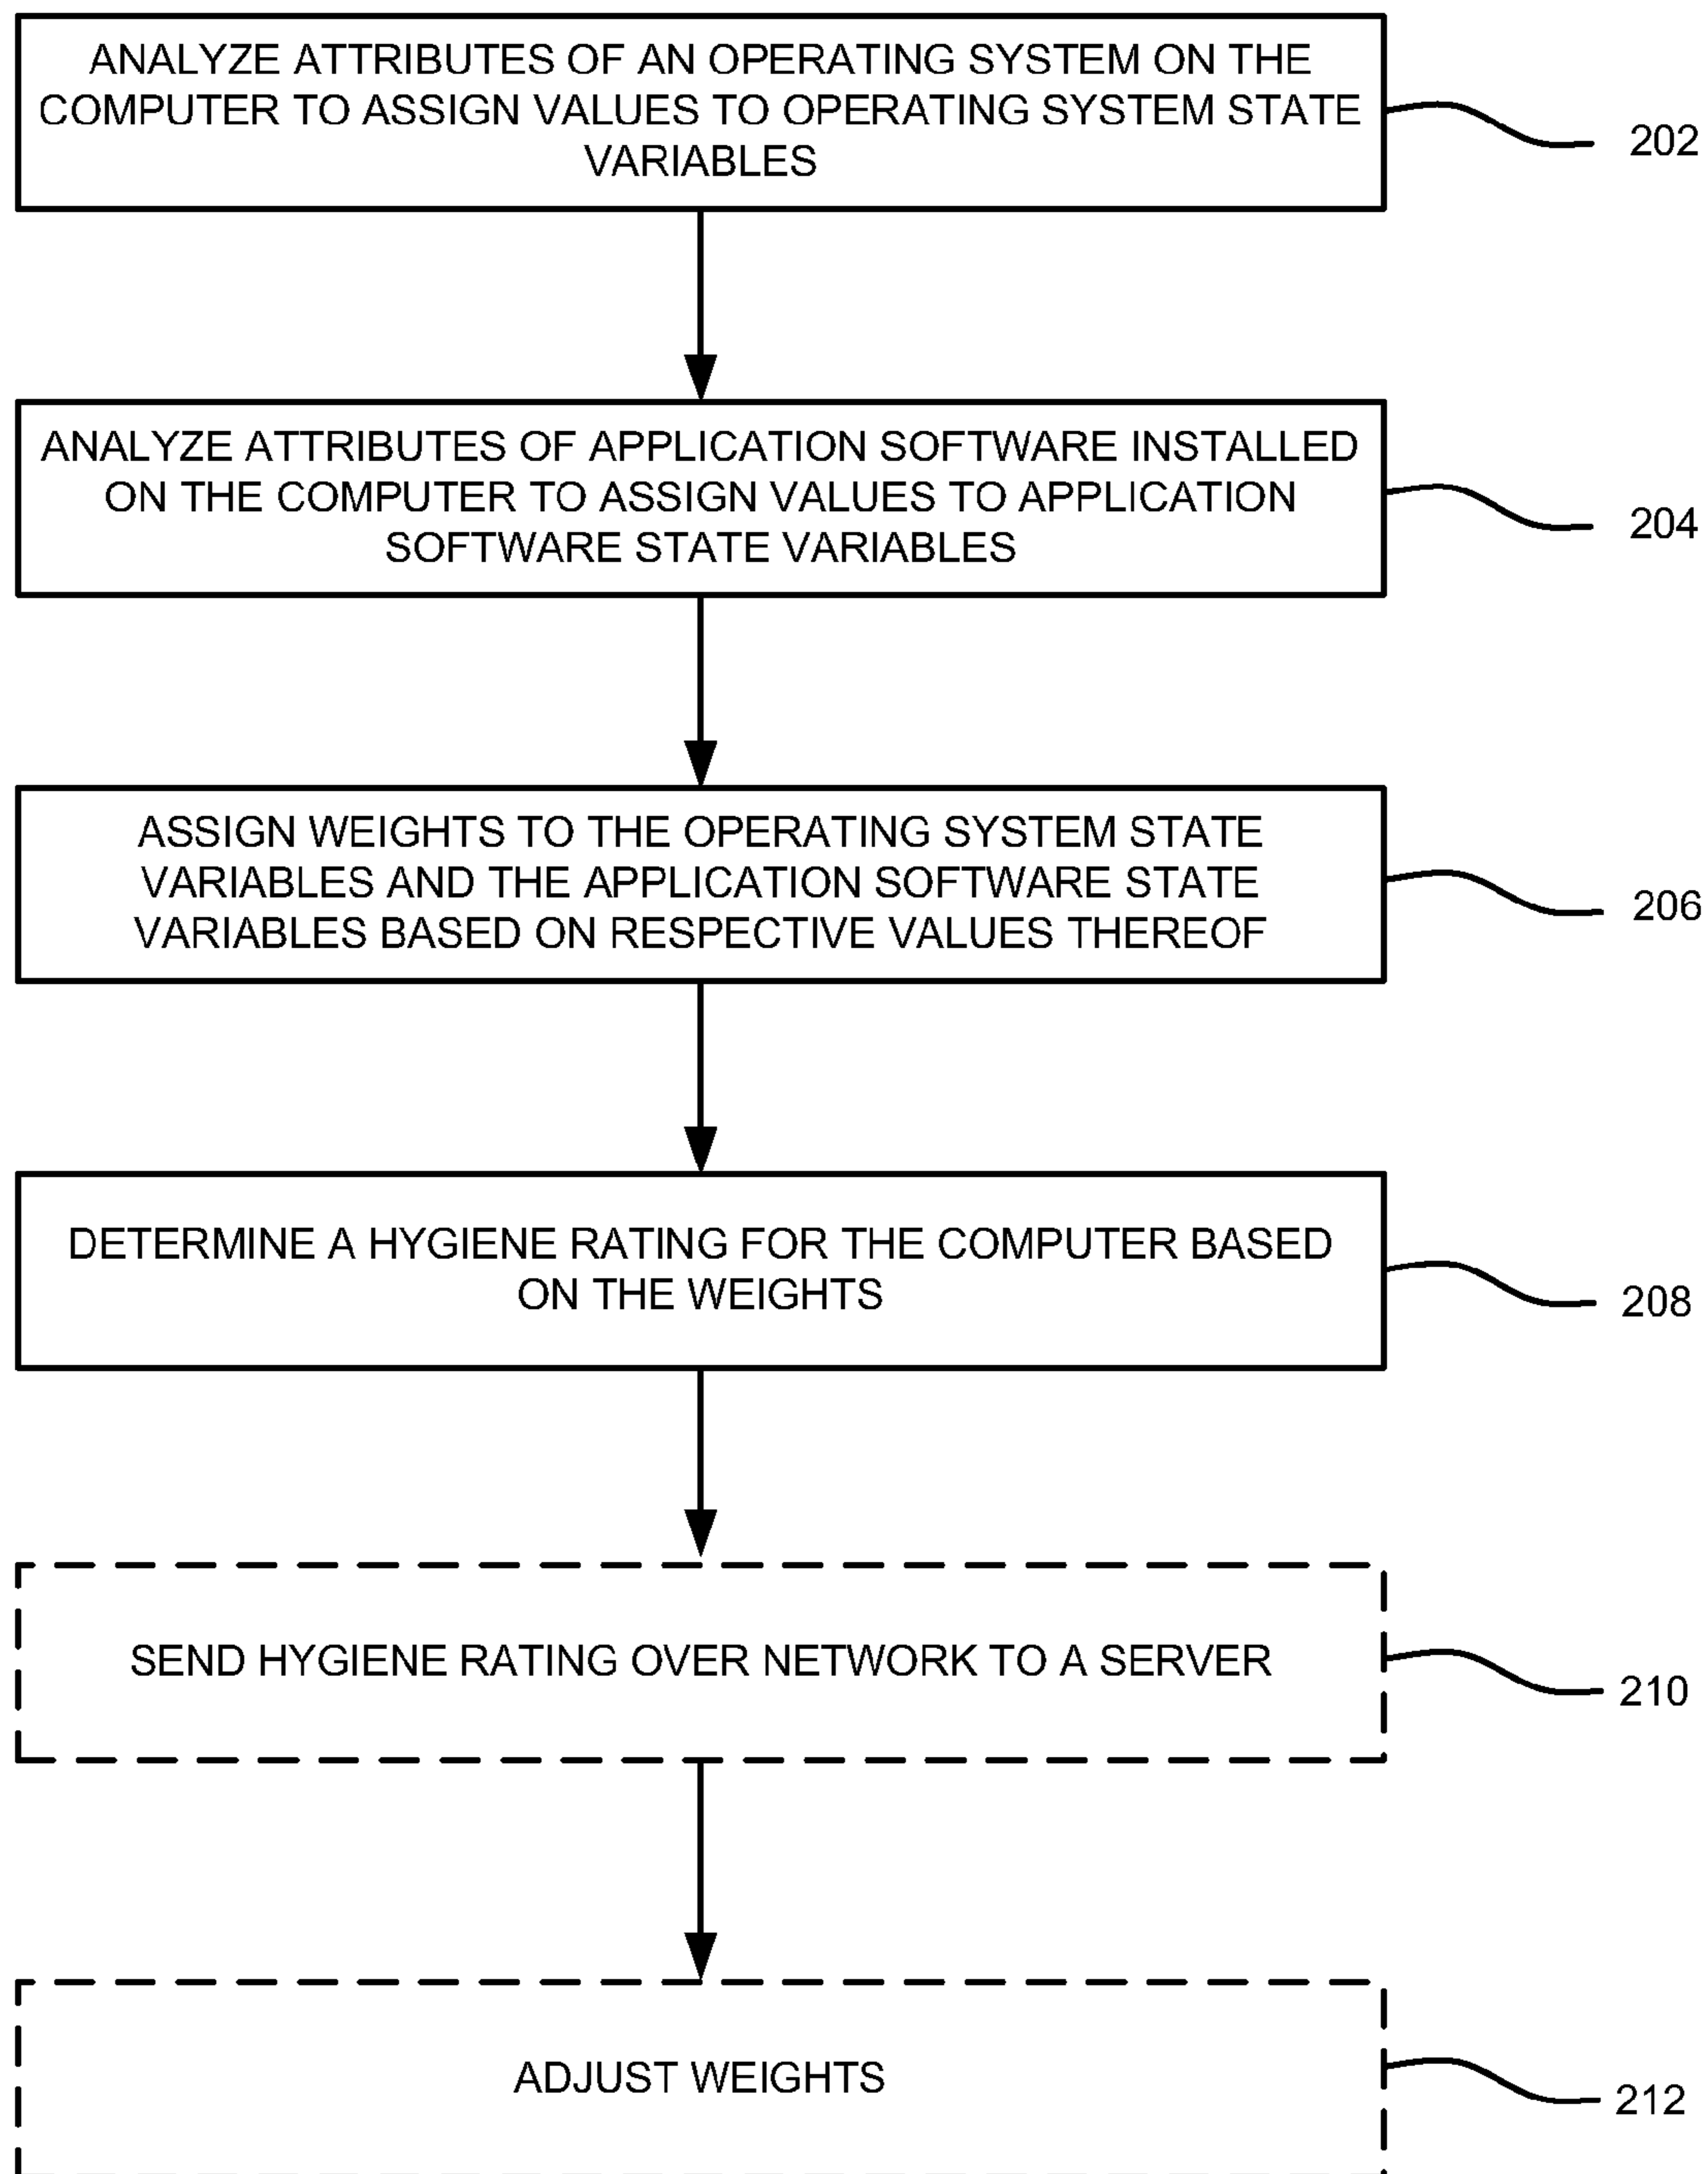 ANALYZE ATTRIBUTES OF AN OPERATING SYSTEM ON THE
COMPUTER TO ASSIGN VALUES TO OPERATING SYSTEM STATE
VARIABLES
202
ANALYZE ATTRIBUTES OF APPLICATION SOFTWARE INSTALLED
ON THE COMPUTER TO ASSIGN VALUES TO APPLICATION
SOFTWARE STATE VARIABLES
204
ASSIGN WEIGHTS TO THE OPERATING SYSTEM STATE
VARIABLES AND THE APPLICATION SOFTWARE STATE
VARIABLES BASED ON RESPECTIVE VALUES THEREOF
206
DETERMINE A HYGIENE RATING FOR THE COMPUTER BASED
ON THE WEIGHTS
208
SEND HYGIENE RATING OVER NETWORK TO A SERVER
210
ADJUST WEIGHTS
212